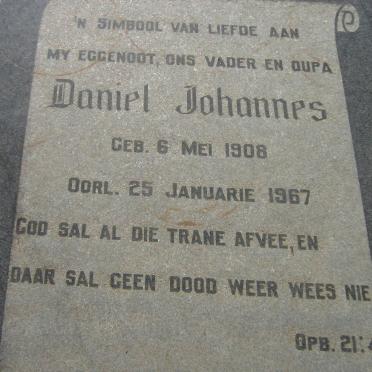 'N SIMBOOL VAN LIEFDE AAN
MY EGGENOOT, ONS VADER EN OUPA
Daniel Johannes
GEB. 6 MEI 1908
OORL. 25 JANUARIE 1967
GOD SAL AL DIE TRANE AFVEE, EN
DAAR SAL GEEN DOOD WEER WEES NIE
OPB. 21:4